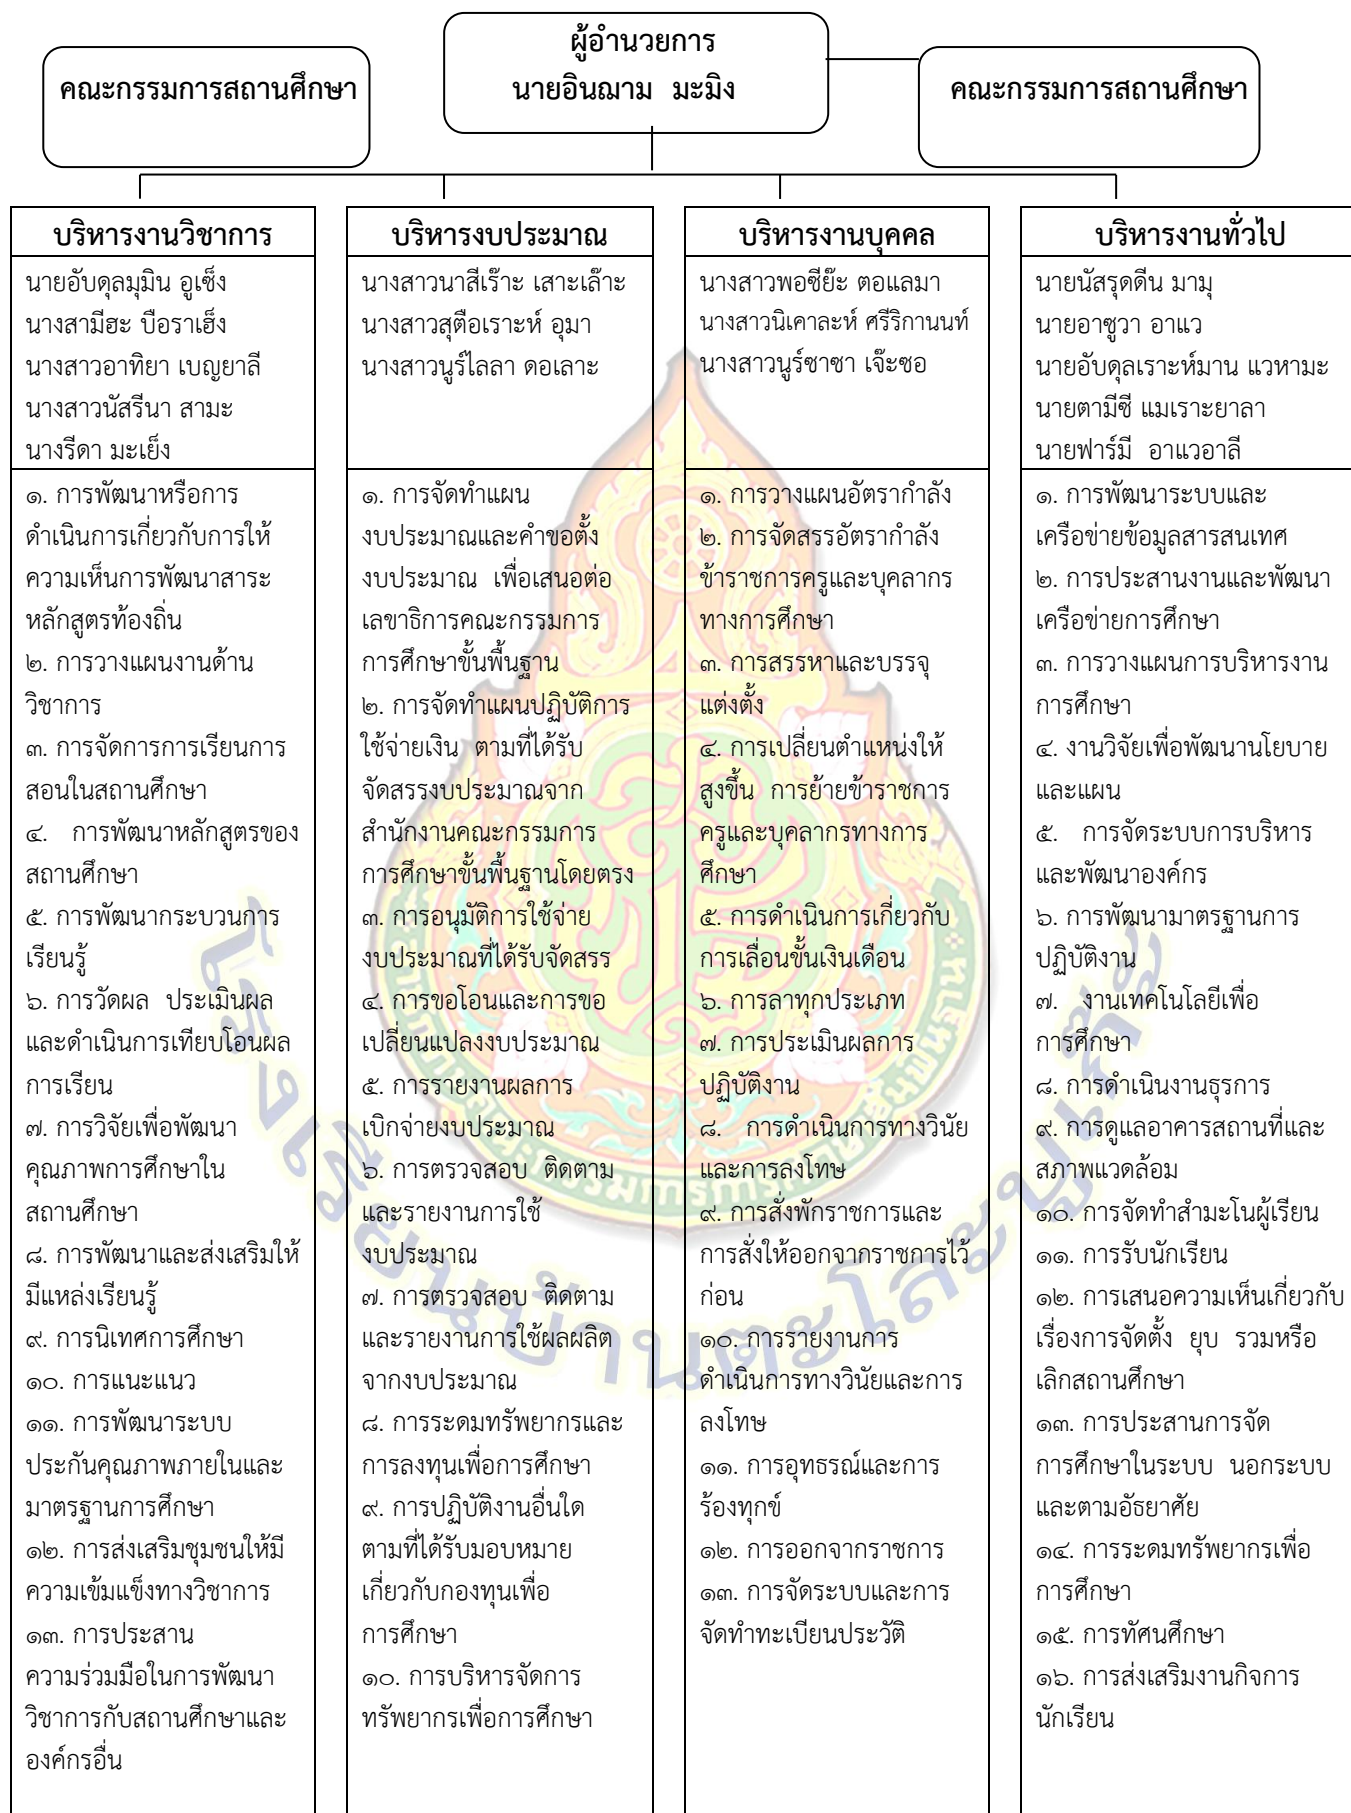 ผู้อำนวยการ
นายอินณาม  มะมิง
คณะกรรมการสถานศึกษา
คณะกรรมการสถานศึกษา
บริหารงานวิชาการ
นายอับดุลมุมิน อูเซ็ง
นางสามีฮะ บือราเฮ็ง
นางสาวอาทิยา เบญยาลี
นางสาวนัสรีนา สามะ
นางรีดา มะเย็ง
๑. การพัฒนาหรือการ
ดำเนินการเกี่ยวกับการให้
ความเห็นการพัฒนาสาระ
หลักสูตรท้องถิ่น
๒. การวางแผนงานด้าน
วิชาการ
๓. การจัดการการเรียนการ
สอนในสถานศึกษา
๔.  การพัฒนาหลักสูตรของ
สถานศึกษา
๕. การพัฒนากระบวนการ
เรียนรู้
๖. การวัดผล  ประเมินผล
และดำเนินการเทียบโอนผล
การเรียน
๗. การวิจัยเพื่อพัฒนา
คุณภาพการศึกษาใน
สถานศึกษา
๘. การพัฒนาและส่งเสริมให้
มีแหล่งเรียนรู้
๙. การนิเทศการศึกษา
๑๐. การแนะแนว
๑๑. การพัฒนาระบบ
ประกันคุณภาพภายในและ
มาตรฐานการศึกษา
๑๒. การส่งเสริมชุมชนให้มี
ความเข้มแข็งทางวิชาการ
๑๓. การประสาน
ความร่วมมือในการพัฒนา
วิชาการกับสถานศึกษาและ
องค์กรอื่น
บริหารงบประมาณ
นางสาวนาสีเร๊าะ เสาะเล๊าะ
นางสาวสุตือเราะห์ อุมา
นางสาวนูร์ไลลา ดอเลาะ
๑. การจัดทำแผน
งบประมาณและคำขอตั้ง
งบประมาณ  เพื่อเสนอต่อ
เลขาธิการคณะกรรมการ
การศึกษาขั้นพื้นฐาน
๒. การจัดทำแผนปฏิบัติการ
ใช้จ่ายเงิน  ตามที่ได้รับ
จัดสรรงบประมาณจาก
สำนักงานคณะกรรมการ
การศึกษาขั้นพื้นฐานโดยตรง
๓. การอนุมัติการใช้จ่าย
งบประมาณที่ได้รับจัดสรร
๔. การขอโอนและการขอ
เปลี่ยนแปลงงบประมาณ
๕. การรายงานผลการ
เบิกจ่ายงบประมาณ
๖. การตรวจสอบ  ติดตาม
และรายงานการใช้
งบประมาณ
๗. การตรวจสอบ  ติดตาม
และรายงานการใช้ผลผลิต
จากงบประมาณ
๘. การระดมทรัพยากรและ
การลงทุนเพื่อการศึกษา
๙. การปฏิบัติงานอื่นใด
ตามที่ได้รับมอบหมาย
เกี่ยวกับกองทุนเพื่อ
การศึกษา
๑๐. การบริหารจัดการ
ทรัพยากรเพื่อการศึกษา
บริหารงานบุคคล
นางสาวพอซีย๊ะ ตอแลมา
นางสาวนิเคาละห์ ศรีริกานนท์
นางสาวนูร์ซาซา เจ๊ะซอ
๑. การวางแผนอัตรากำลัง
๒. การจัดสรรอัตรากำลัง
ข้าราชการครูและบุคลากร
ทางการศึกษา
๓. การสรรหาและบรรจุ
แต่งตั้ง
๔. การเปลี่ยนตำแหน่งให้
สูงขึ้น  การย้ายข้าราชการ
ครูและบุคลากรทางการ
ศึกษา
๕. การดำเนินการเกี่ยวกับ
การเลื่อนขั้นเงินเดือน
๖. การลาทุกประเภท
๗. การประเมินผลการ
ปฏิบัติงาน
๘.  การดำเนินการทางวินัย
และการลงโทษ
๙. การสั่งพักราชการและ
การสั่งให้ออกจากราชการไว้
ก่อน
๑๐. การรายงานการ
ดำเนินการทางวินัยและการ
ลงโทษ
๑๑. การอุทธรณ์และการ
ร้องทุกข์
๑๒. การออกจากราชการ
๑๓. การจัดระบบและการ
จัดทำทะเบียนประวัติ
บริหารงานทั่วไป
นายนัสรุดดีน มามุ
นายอาซูวา อาแว
นายอับดุลเราะห์มาน แวหามะ
นายตามีซี แมเราะยาลา
นายฟาร์มี  อาแวอาลี
๑. การพัฒนาระบบและ
เครือข่ายข้อมูลสารสนเทศ
๒. การประสานงานและพัฒนา
เครือข่ายการศึกษา
๓. การวางแผนการบริหารงาน
การศึกษา
๔. งานวิจัยเพื่อพัฒนานโยบาย
และแผน
๕.  การจัดระบบการบริหาร
และพัฒนาองค์กร
๖. การพัฒนามาตรฐานการ
ปฏิบัติงาน
๗.  งานเทคโนโลยีเพื่อ
การศึกษา
๘. การดำเนินงานธุรการ
๙. การดูแลอาคารสถานที่และ
สภาพแวดล้อม
๑๐. การจัดทำสำมะโนผู้เรียน
๑๑. การรับนักเรียน
๑๒. การเสนอความเห็นเกี่ยวกับ
เรื่องการจัดตั้ง  ยุบ  รวมหรือ
เลิกสถานศึกษา
๑๓. การประสานการจัด
การศึกษาในระบบ  นอกระบบ
และตามอัธยาศัย
๑๔. การระดมทรัพยากรเพื่อ
การศึกษา
๑๕. การทัศนศึกษา
๑๖. การส่งเสริมงานกิจการ
นักเรียน
โรงเรียนบ้านตะโละบูเก๊ะ